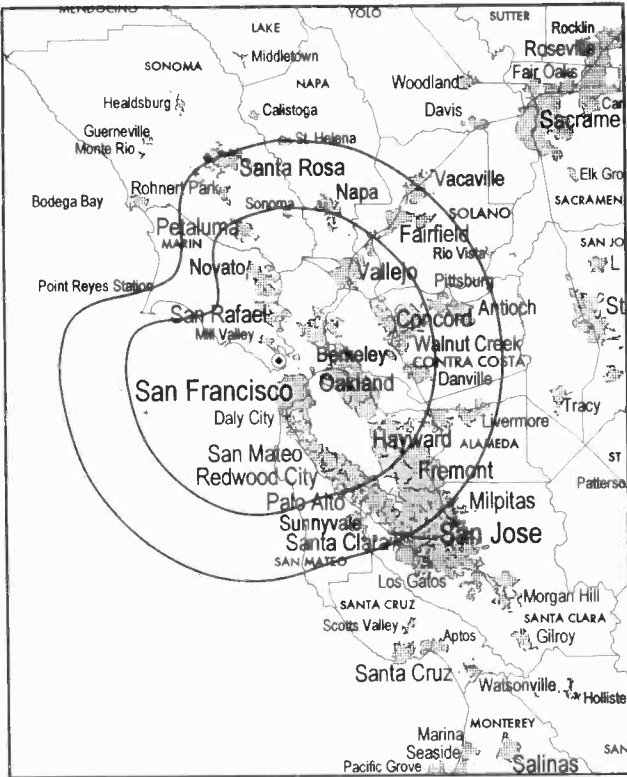 MENDOCINO
YOLO
SUTTER
LAKE
Rocklin
Roseville
Middletown
SONOMA
Fair Oaks
NAPA
Woodland
Healdsburg
Calistoga
Davis
Sacrame
Guerneville
St. Helena
Monte Rio
Santa Rosa
Elk Gro
Rohnert Park
Napa
Vacaville
Bodega Bay
Sonoma
SOLANO
SACRAMEN
Petaluma
Fairfield
MARIN
SAN JO
Rio Vista
Novato
Vallejo
L
Point Reyes Station
Pittsburg
San Rafael
Concord
Antioch
St
Mill Valley
Walnut Creek
Berkeley
CONTRA COSTA
Oakland
Danville
San Francisco
Tracy
Daly City
Livermore
Hayward
ALAMEDA
San Mateo
ST
Redwood City
Fremont
Patterso
Palo Alto
Milpitas
Sunnyvale
San Jose
Santa Clara
SAN MATEO
Los Gatos
Morgan Hill
SANTA CRUZ
SANTA CLARA
Scotts Valley
Aptos
Gilroy
Santa Cruz
Watsonville
Holliste
MONTEREY
Marina
Seaside
SAN
Pacific Grove
Salinas